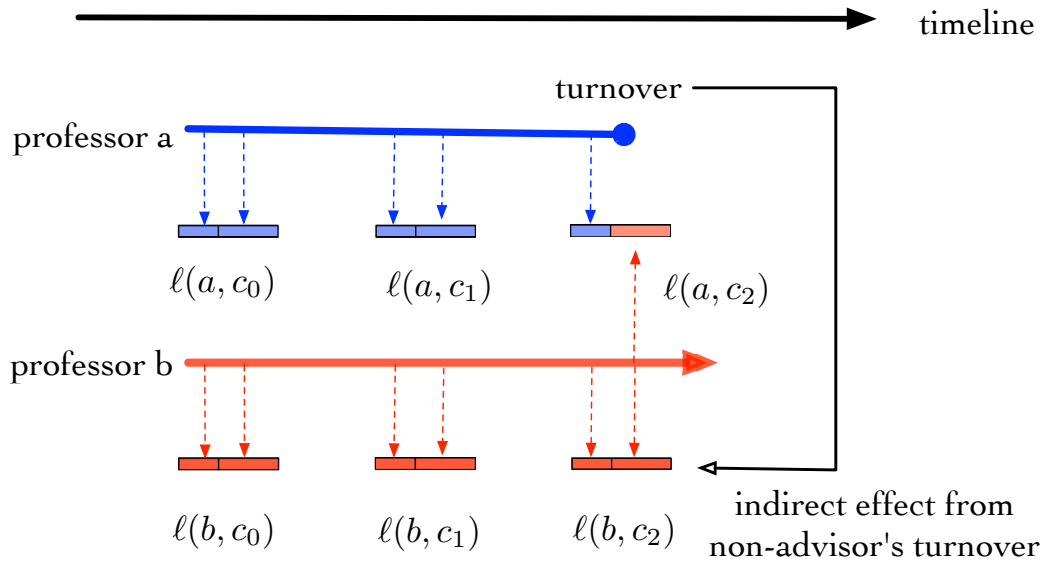 timeline
turnover
professor a
ℓ(a, c₀)
ℓ(a, c₁)
ℓ(a, c₂)
professor b
ℓ(b, c₀)
ℓ(b, c₁)
ℓ(b, c₂)
indirect effect from
non-advisor's turnover